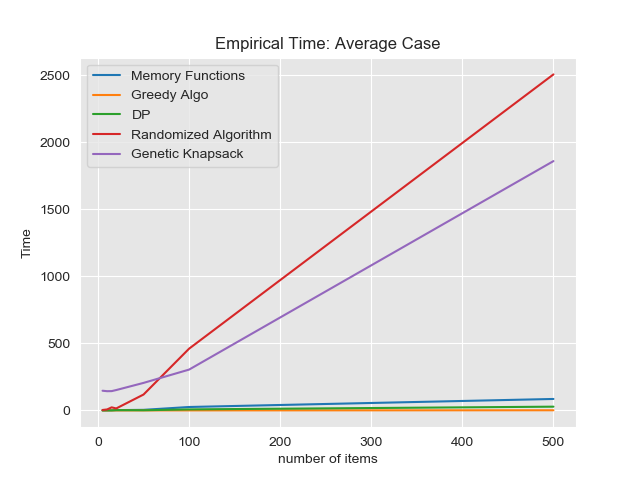 Empirical Time: Average Case
Memory Functions
Greedy Algo
DP
Randomized Algorithm
Genetic Knapsack
2500
2000
1500
1000
500
0
Time
0 100 200 300 400 500
number of items